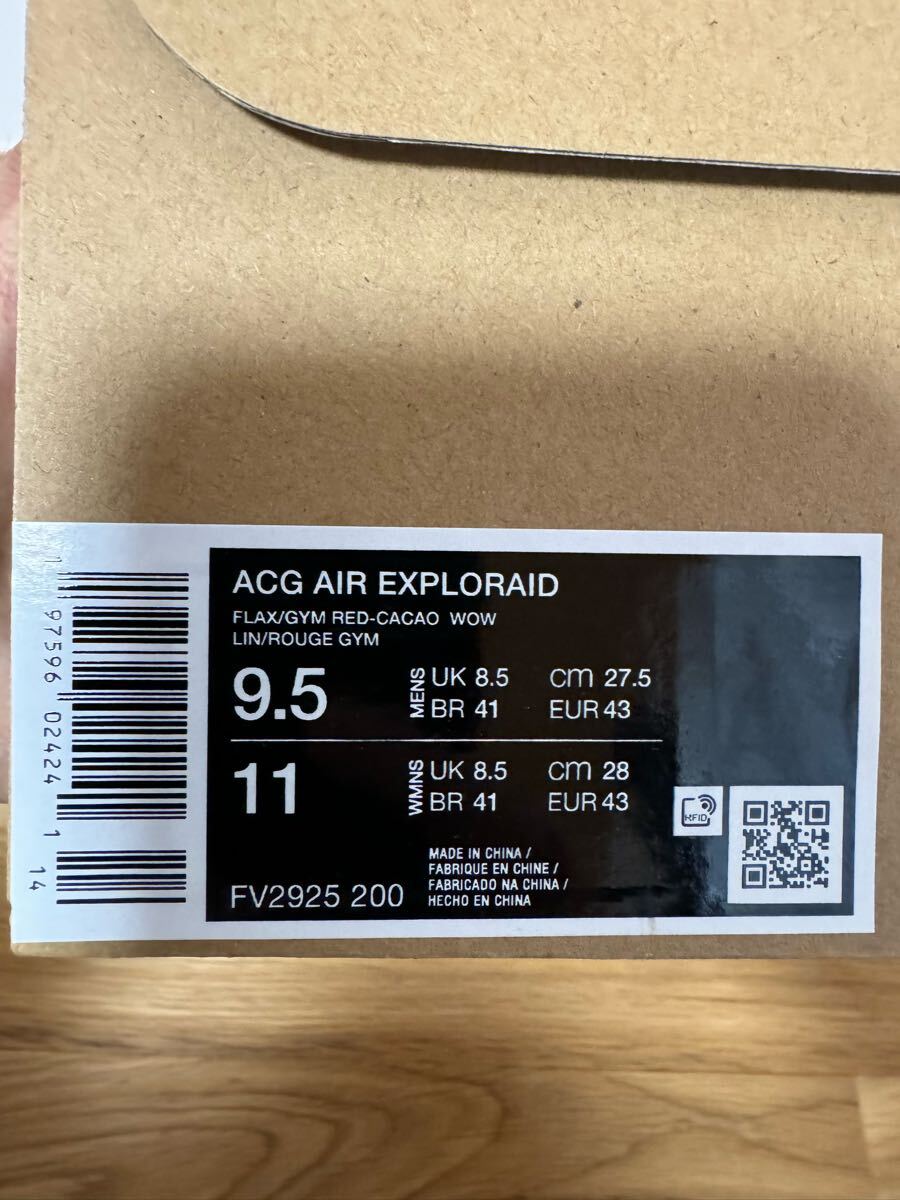 ACG AIR EXPLORAID
FLAX/GYM RED-CACAO WOW
LIN/ROUGE GYM
9.5
MENS
UK 8.5 cm 27.5
BR 41 EUR 43
11
WMNS
UK 8.5 cm 28
BR 41 EUR 43
FV2925 200
MADE IN CHINA /
FABRIQUE EN CHINE /
FABRICADO NA CHINA /
HECHO EN CHINA
RFID
1 97596 02424 1 14